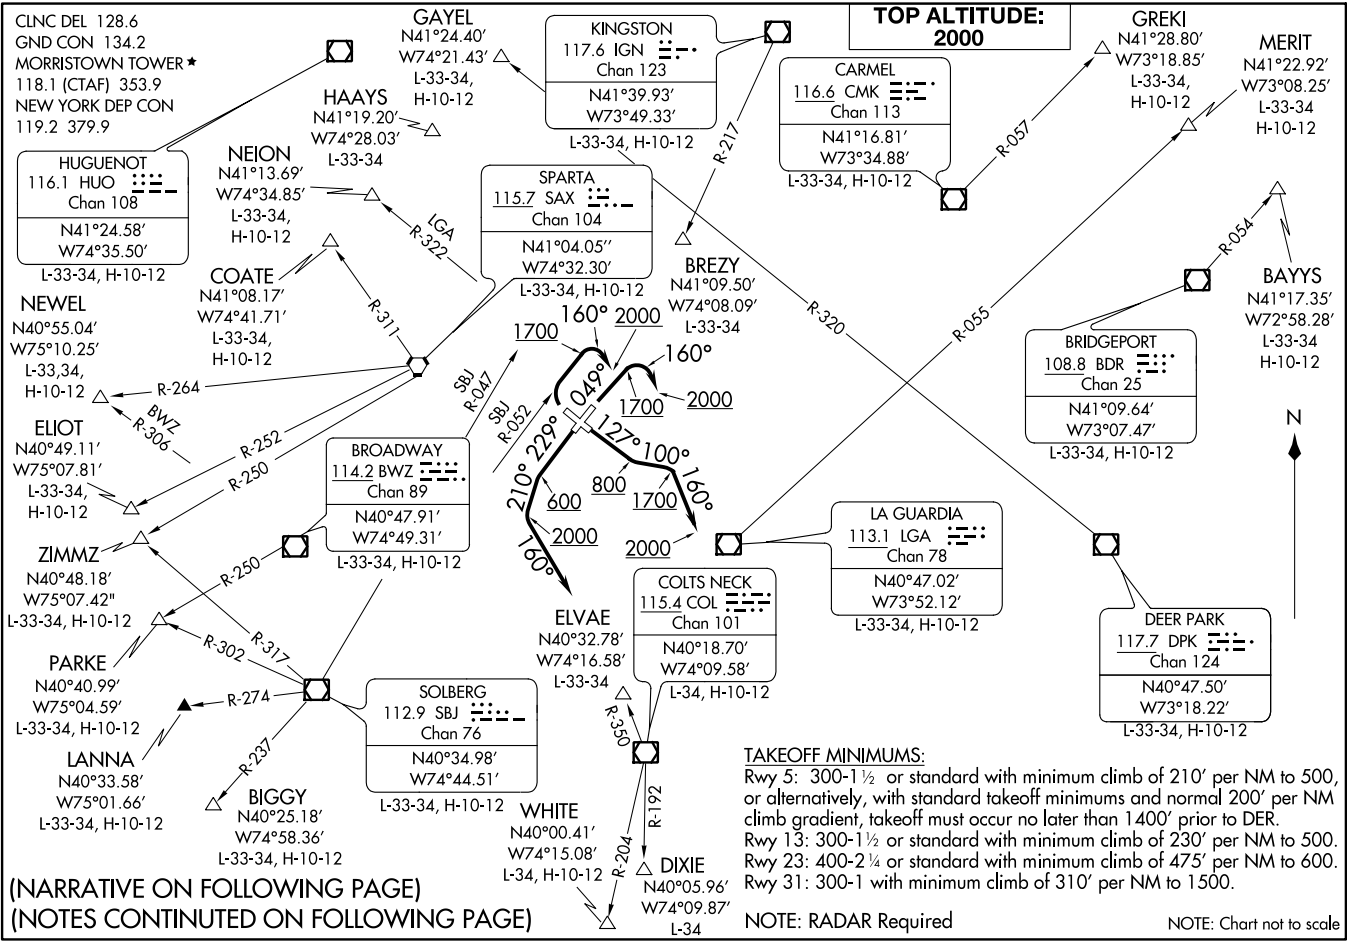 CLNC DEL 128.6
GND CON 134.2
MORRISTOWN TOWER ★
118.1 (CTAF) 353.9
NEW YORK DEP CON
119.2 379.9
GAYEL
N41°24.40'
W74°21.43'
L-33-34,
H-10-12
KINGSTON
117.6 IGN
Chan 123
N41°39.93'
W73°49.33'
L-33-34, H-10-12
TOP ALTITUDE:
2000
GREKI
N41°28.80'
W73°18.85'
L-33-34,
H-10-12
MERIT
N41°22.92'
W73°08.25'
L-33-34
H-10-12
CARMEL
116.6 CMK
Chan 113
N41°16.81'
W73°34.88'
L-33-34, H-10-12
HAAYS
N41°19.20'
W74°28.03'
L-33-34
HUGUENOT
116.1 HUO
Chan 108
N41°24.58'
W74°35.50'
L-33-34, H-10-12
NEION
N41°13.69'
W74°34.85'
L-33-34,
H-10-12
SPARTA
115.7 SAX
Chan 104
N41°04.05''
W74°32.30'
L-33-34, H-10-12
R-217
R-057
R-054
LGA
R-322
COATE
N41°08.17'
W74°41.71'
L-33-34,
H-10-12
BREZY
N41°09.50'
W74°08.09'
L-33-34
BAYYS
N41°17.35'
W72°58.28'
L-33-34
H-10-12
NEWEL
N40°55.04'
W75°10.25'
L-33,34,
H-10-12
R-311
R-320
R-055
BRIDGEPORT
108.8 BDR
Chan 25
N41°09.64'
W73°07.47'
L-33-34, H-10-12
1700
160°
2000
049°
160°
1700
2000
R-264
BWZ
R-306
SBJ
R-047
SBJ
R-052
N
ELIOT
N40°49.11'
W75°07.81'
L-33-34,
H-10-12
R-252
R-250
BROADWAY
114.2 BWZ
Chan 89
N40°47.91'
W74°49.31'
L-33-34, H-10-12
229°
210°
600
2000
160°
127°
100°
800
1700
160°
2000
LA GUARDIA
113.1 LGA
Chan 78
N40°47.02'
W73°52.12'
L-33-34, H-10-12
ZIMMZ
N40°48.18'
W75°07.42"
L-33-34, H-10-12
R-250
R-317
R-302
COLTS NECK
115.4 COL
Chan 101
N40°18.70'
W74°09.58'
L-34, H-10-12
ELVAE
N40°32.78'
W74°16.58'
L-33-34
DEER PARK
117.7 DPK
Chan 124
N40°47.50'
W73°18.22'
L-33-34, H-10-12
PARKE
N40°40.99'
W75°04.59'
L-33-34, H-10-12
R-274
SOLBERG
112.9 SBJ
Chan 76
N40°34.98'
W74°44.51'
L-33-34, H-10-12
R-350
LANNA
N40°33.58'
W75°01.66'
L-33-34, H-10-12
R-237
BIGGY
N40°25.18'
W74°58.36'
L-33-34, H-10-12
WHITE
N40°00.41'
W74°15.08'
L-34, H-10-12
R-204
R-192
DIXIE
N40°05.96'
W74°09.87'
L-34
TAKEOFF MINIMUMS:
Rwy 5: 300-1½ or standard with minimum climb of 210' per NM to 500,
or alternatively, with standard takeoff minimums and normal 200' per NM
climb gradient, takeoff must occur no later than 1400' prior to DER.
Rwy 13: 300-1½ or standard with minimum climb of 230' per NM to 500.
Rwy 23: 400-2¼ or standard with minimum climb of 475' per NM to 600.
Rwy 31: 300-1 with minimum climb of 310' per NM to 1500.
(NARRATIVE ON FOLLOWING PAGE)
(NOTES CONTINUTED ON FOLLOWING PAGE)
NOTE: RADAR Required
NOTE: Chart not to scale